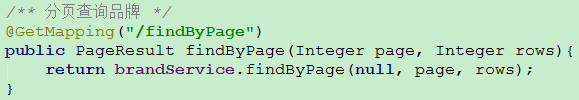 /** 分页查询品牌 */
@GetMapping("/findByPage")
public PageResult findByPage(Integer page, Integer rows){
    return brandService.findByPage(null, page, rows);
}